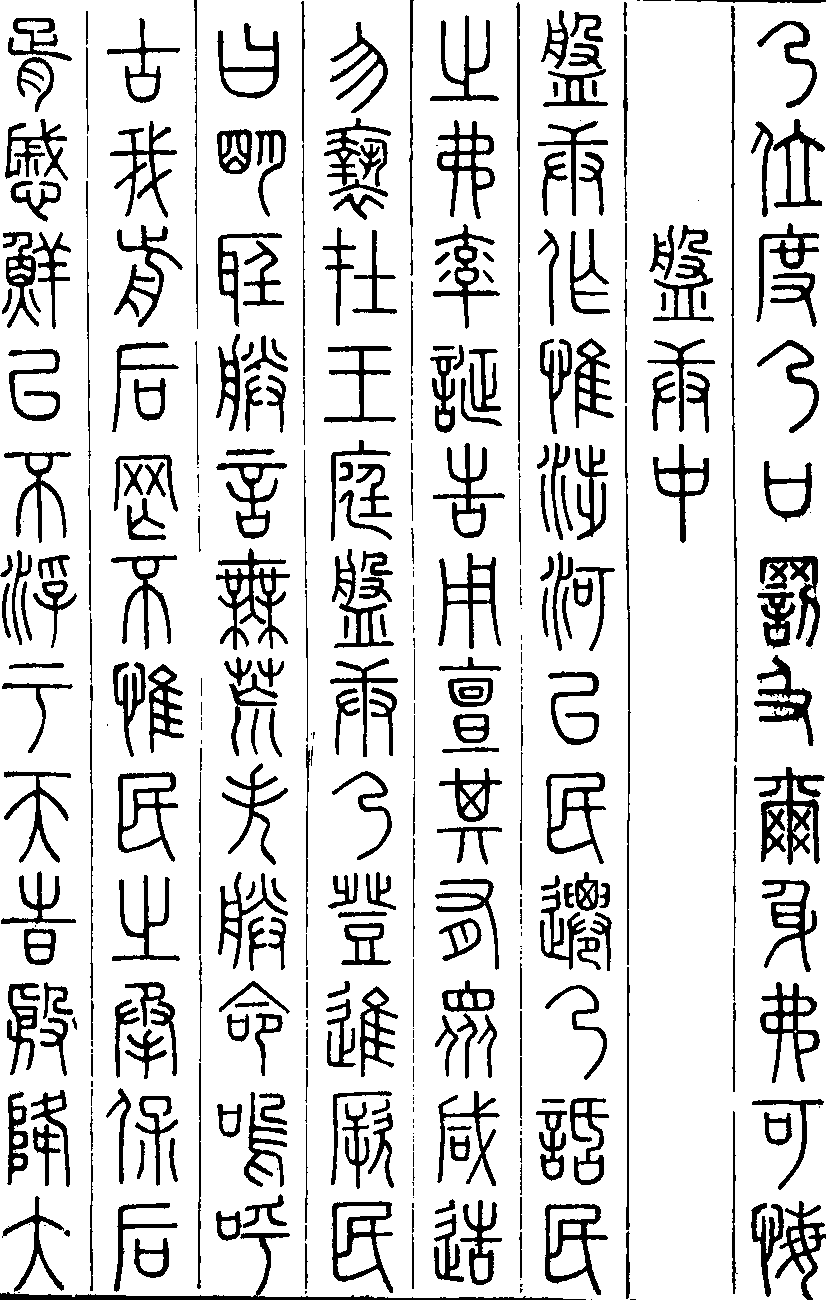 乃位度乃口罰及爾身弗可悔
盤庚中
盤庚作惟涉河以民遷乃話民
之弗率誕告用亶其有眾咸造
勿褻在王庭盤庚乃登進厥民
曰明聽朕言無荒失朕命嗚呼
古我前后罔不惟民之承保后
胥慼鮮以不浮于天時殷降大